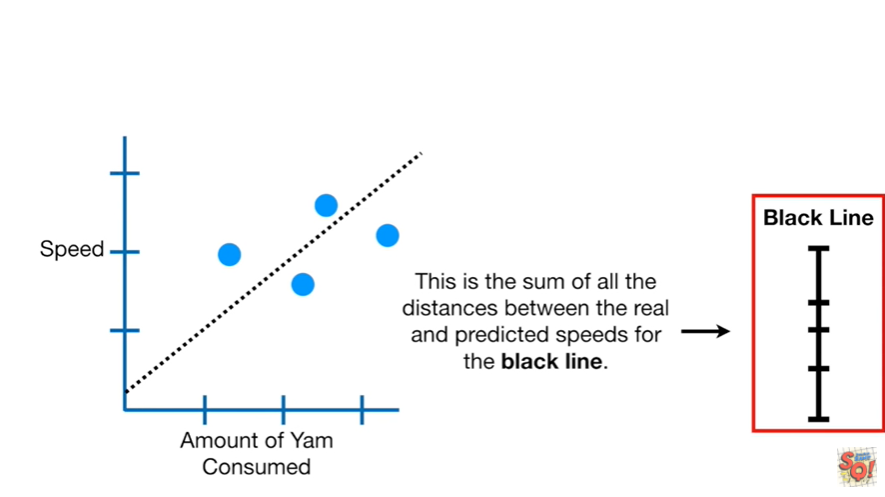 Black Line
Speed
This is the sum of all the
distances between the real
and predicted speeds for
the black line.
Amount of Yam
Consumed
SQ!